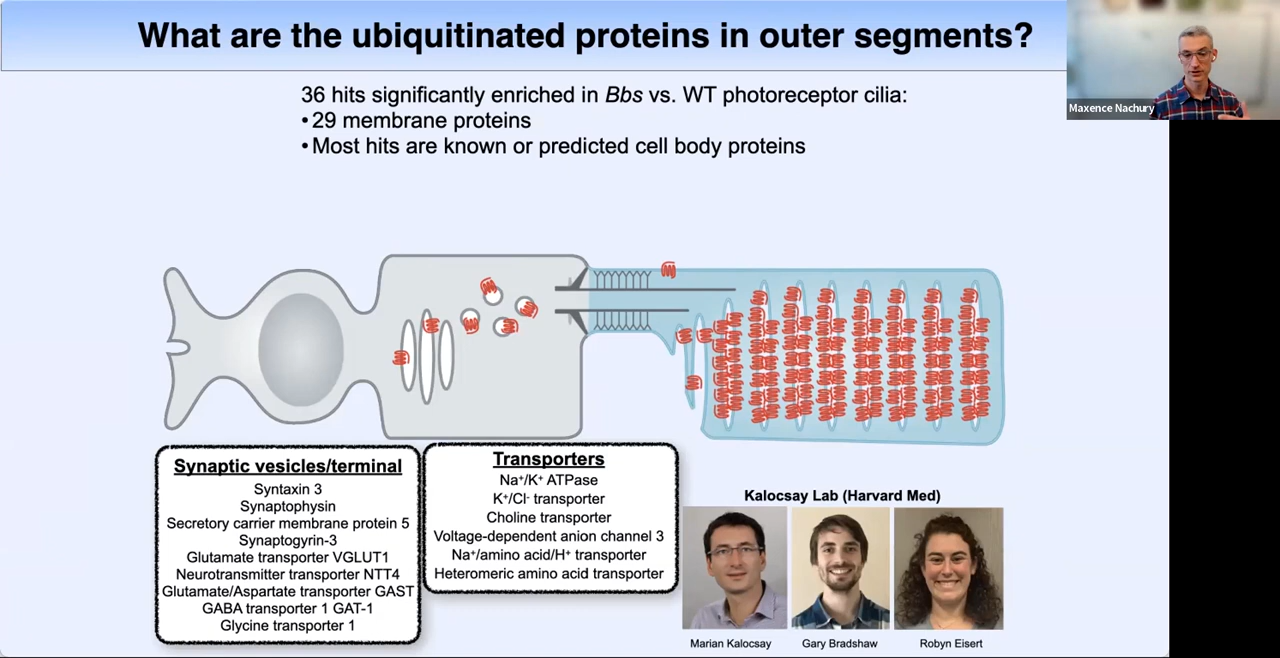 What are the ubiquitinated proteins in outer segments?
Maxence Nachury
36 hits significantly enriched in Bbs vs. WT photoreceptor cilia:
•29 membrane proteins
•Most hits are known or predicted cell body proteins
Synaptic vesicles/terminal
Syntaxin 3
Synaptophysin
Secretory carrier membrane protein 5
Synaptogyrin-3
Glutamate transporter VGLUT1
Neurotransmitter transporter NTT4
Glutamate/Aspartate transporter GAST
GABA transporter 1 GAT-1
Glycine transporter 1
Transporters
Na⁺/K⁺ ATPase
K⁺/Cl⁻ transporter
Choline transporter
Voltage-dependent anion channel 3
Na⁺/amino acid/H⁺ transporter
Heteromeric amino acid transporter
Kalocsay Lab (Harvard Med)
Marian Kalocsay
Gary Bradshaw
Robyn Eisert